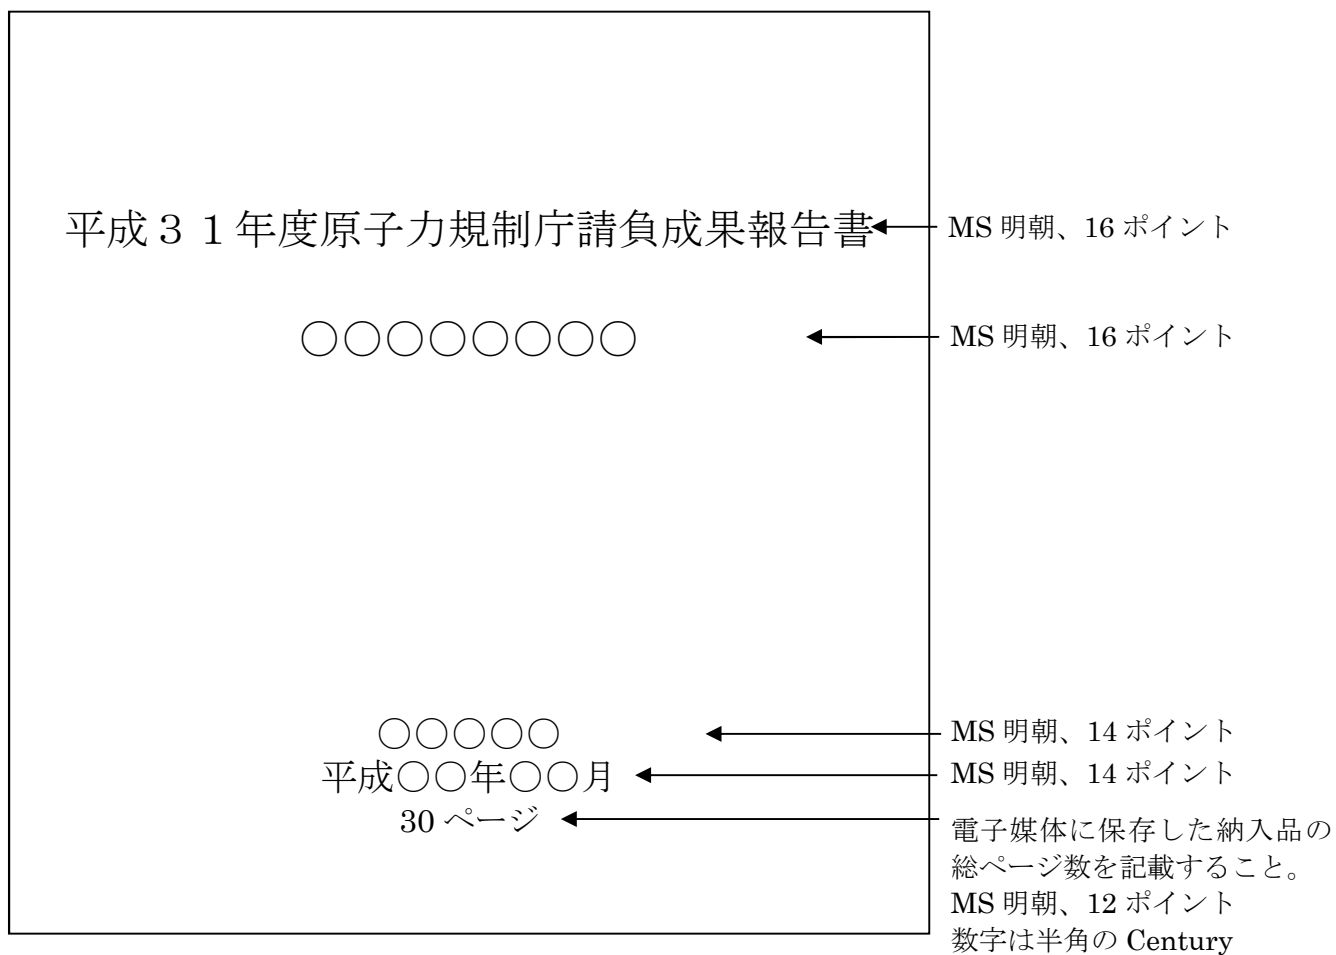 平成３１年度原子力規制庁請負成果報告書
MS 明朝、16 ポイント
○○○○○○○○
MS 明朝、16 ポイント
○○○○○
MS 明朝、14 ポイント
平成○○年○○月
MS 明朝、14 ポイント
30 ページ
電子媒体に保存した納入品の
総ページ数を記載すること。
MS 明朝、12 ポイント
数字は半角の Century